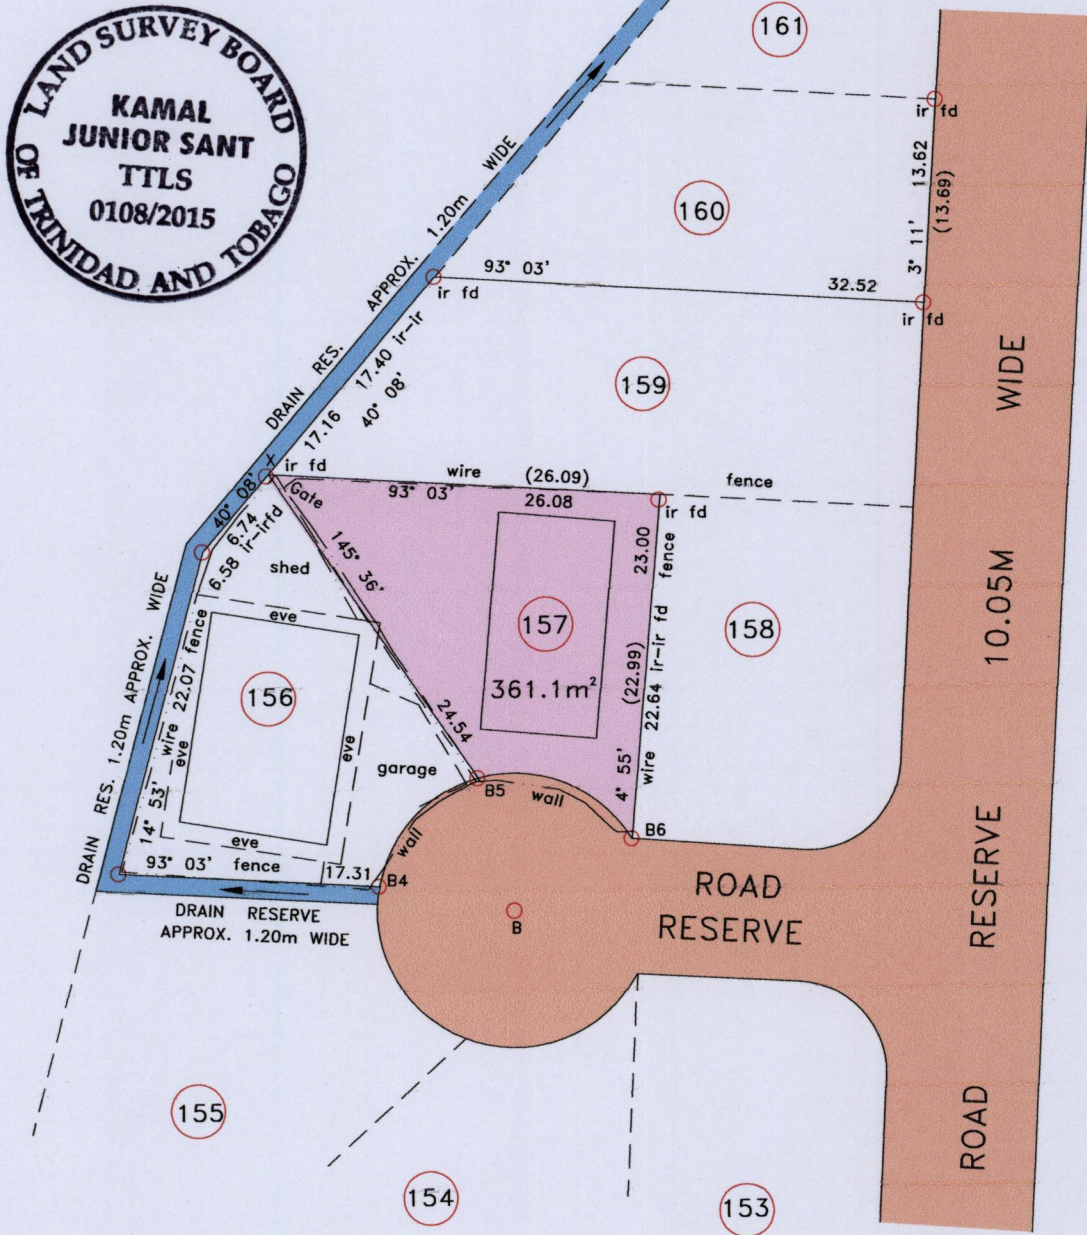 LAND SURVEY BOARD
OF TRINIDAD AND TOBAGO
KAMAL
JUNIOR SANT
TTLS
0108/2015
161
ir fd
13.62
(13.69)
3° 11'
160
DRAIN RES. APPROX. 1.20m WIDE
93° 03'
32.52
ir fd
ir fd
17.40 ir-ir
17.16
40° 08'
159
WIDE
ir fd
wire
(26.09)
fence
93° 03'
26.08
ir fd
Gate
40° 08'
6.74
6.58 ir-irfd
shed
145° 36'
23.00
fence
eve
157
158
361.1m²
(22.99)
22.64 ir-ir fd
4° 55'
wire
10.05M
DRAIN RES. 1.20m APPROX. WIDE
wire 22.07 fence
14° 53'
eve
156
eve
24.54
garage
B5
wall
wall
B6
eve
93° 03'
fence
17.31
B4
DRAIN RESERVE
APPROX. 1.20m WIDE
B
ROAD
RESERVE
RESERVE
155
154
153
ROAD